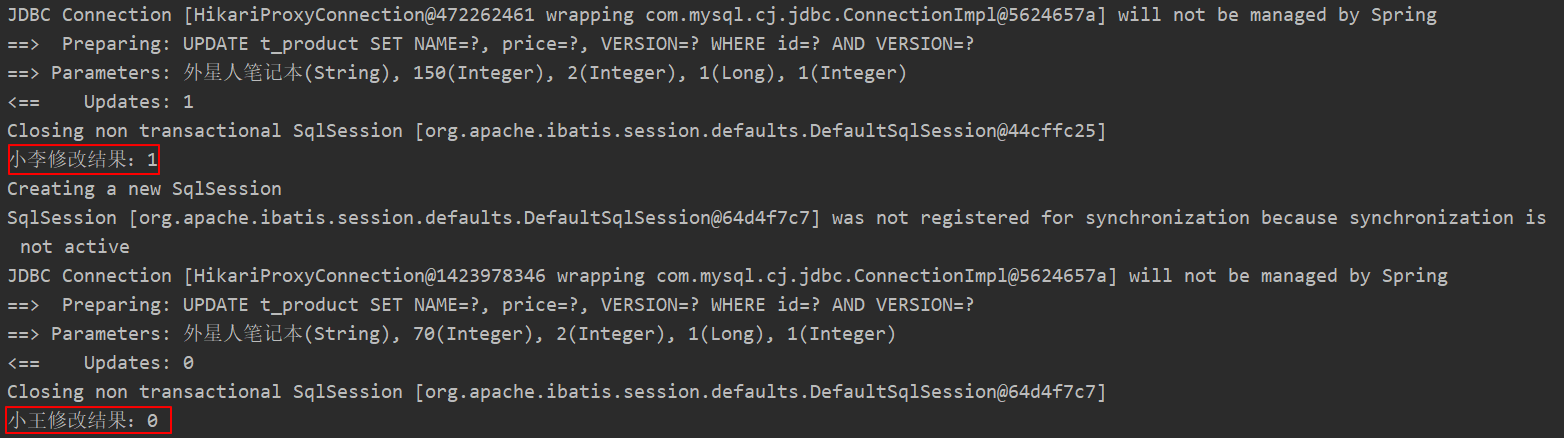 JDBC Connection [HikariProxyConnection@472262461 wrapping com.mysql.cj.jdbc.ConnectionImpl@5624657a] will not be managed by Spring
==>  Preparing: UPDATE t_product SET NAME=?, price=?, VERSION=? WHERE id=? AND VERSION=?
==> Parameters: 外星人笔记本(String), 150(Integer), 2(Integer), 1(Long), 1(Integer)
<==    Updates: 1
Closing non transactional SqlSession [org.apache.ibatis.session.defaults.DefaultSqlSession@44cffc25]
小李修改结果：1
Creating a new SqlSession
SqlSession [org.apache.ibatis.session.defaults.DefaultSqlSession@64d4f7c7] was not registered for synchronization because synchronization is
not active
JDBC Connection [HikariProxyConnection@1423978346 wrapping com.mysql.cj.jdbc.ConnectionImpl@5624657a] will not be managed by Spring
==>  Preparing: UPDATE t_product SET NAME=?, price=?, VERSION=? WHERE id=? AND VERSION=?
==> Parameters: 外星人笔记本(String), 70(Integer), 2(Integer), 1(Long), 1(Integer)
<==    Updates: 0
Closing non transactional SqlSession [org.apache.ibatis.session.defaults.DefaultSqlSession@64d4f7c7]
小王修改结果：0